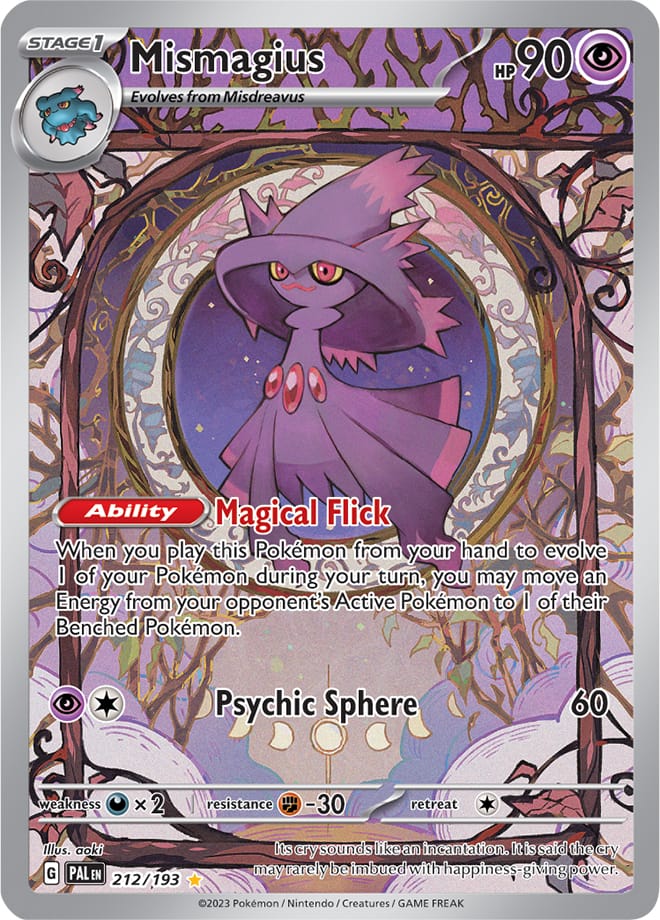 STAGE1
Mismagius
HP 90
Evolves from Misdreavus
Ability Magical Flick
When you play this Pokémon from your hand to evolve
1 of your Pokémon during your turn, you may move an
Energy from your opponent's Active Pokémon to 1 of their
Benched Pokémon.
Psychic Sphere 60
weakness ×2 resistance -30 retreat
Illus. aoki
Its cry sounds like an incantation. It is said the cry
may rarely be imbued with happiness-giving power.
G PAL EN 212/193
©2023 Pokémon / Nintendo / Creatures / GAME FREAK